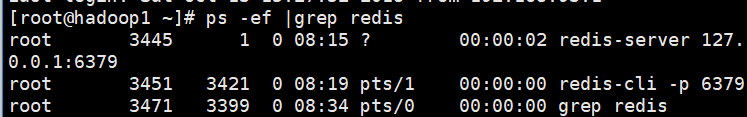 [root@hadoop1 ~]# ps -ef |grep redis
root 3445 1 0 08:15 ? 00:00:02 redis-server 127.
0.0.1:6379
root 3451 3421 0 08:19 pts/1 00:00:00 redis-cli -p 6379
root 3471 3399 0 08:34 pts/0 00:00:00 grep redis